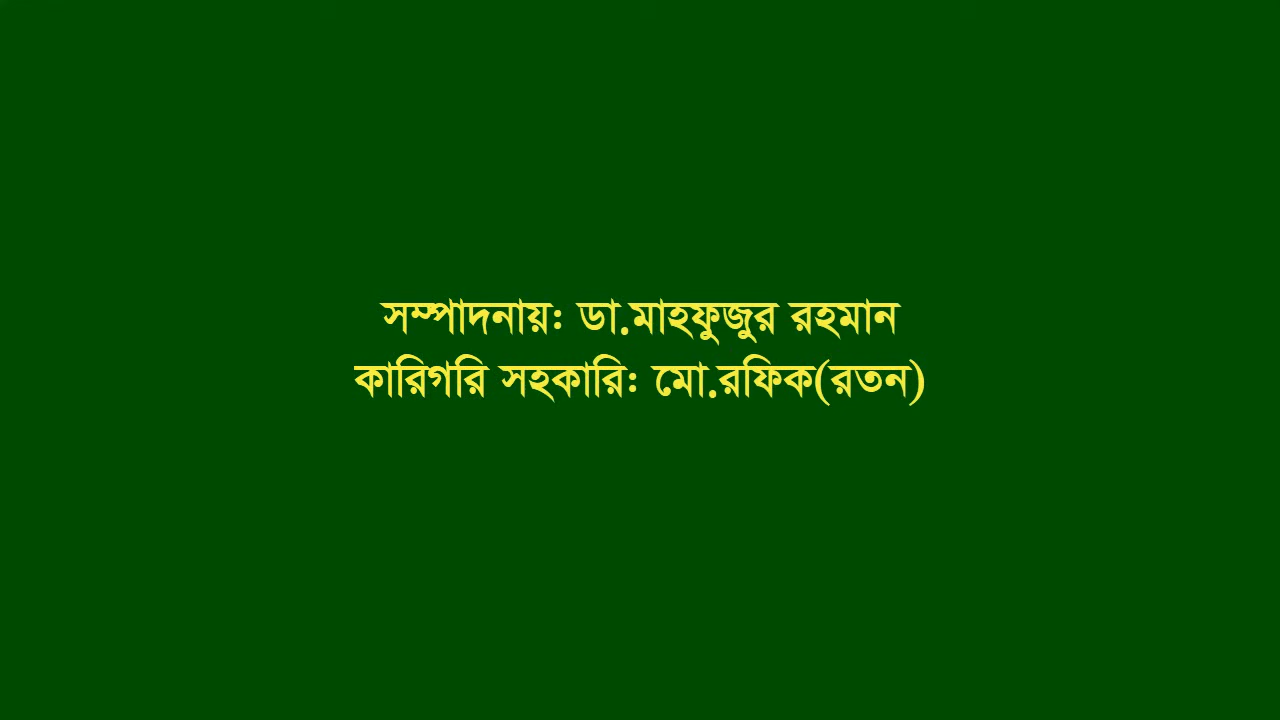 সম্পাদনায়: ডা.মাহফুজুর রহমান
কারিগরি সহকারি: মো.রফিক(রতন)